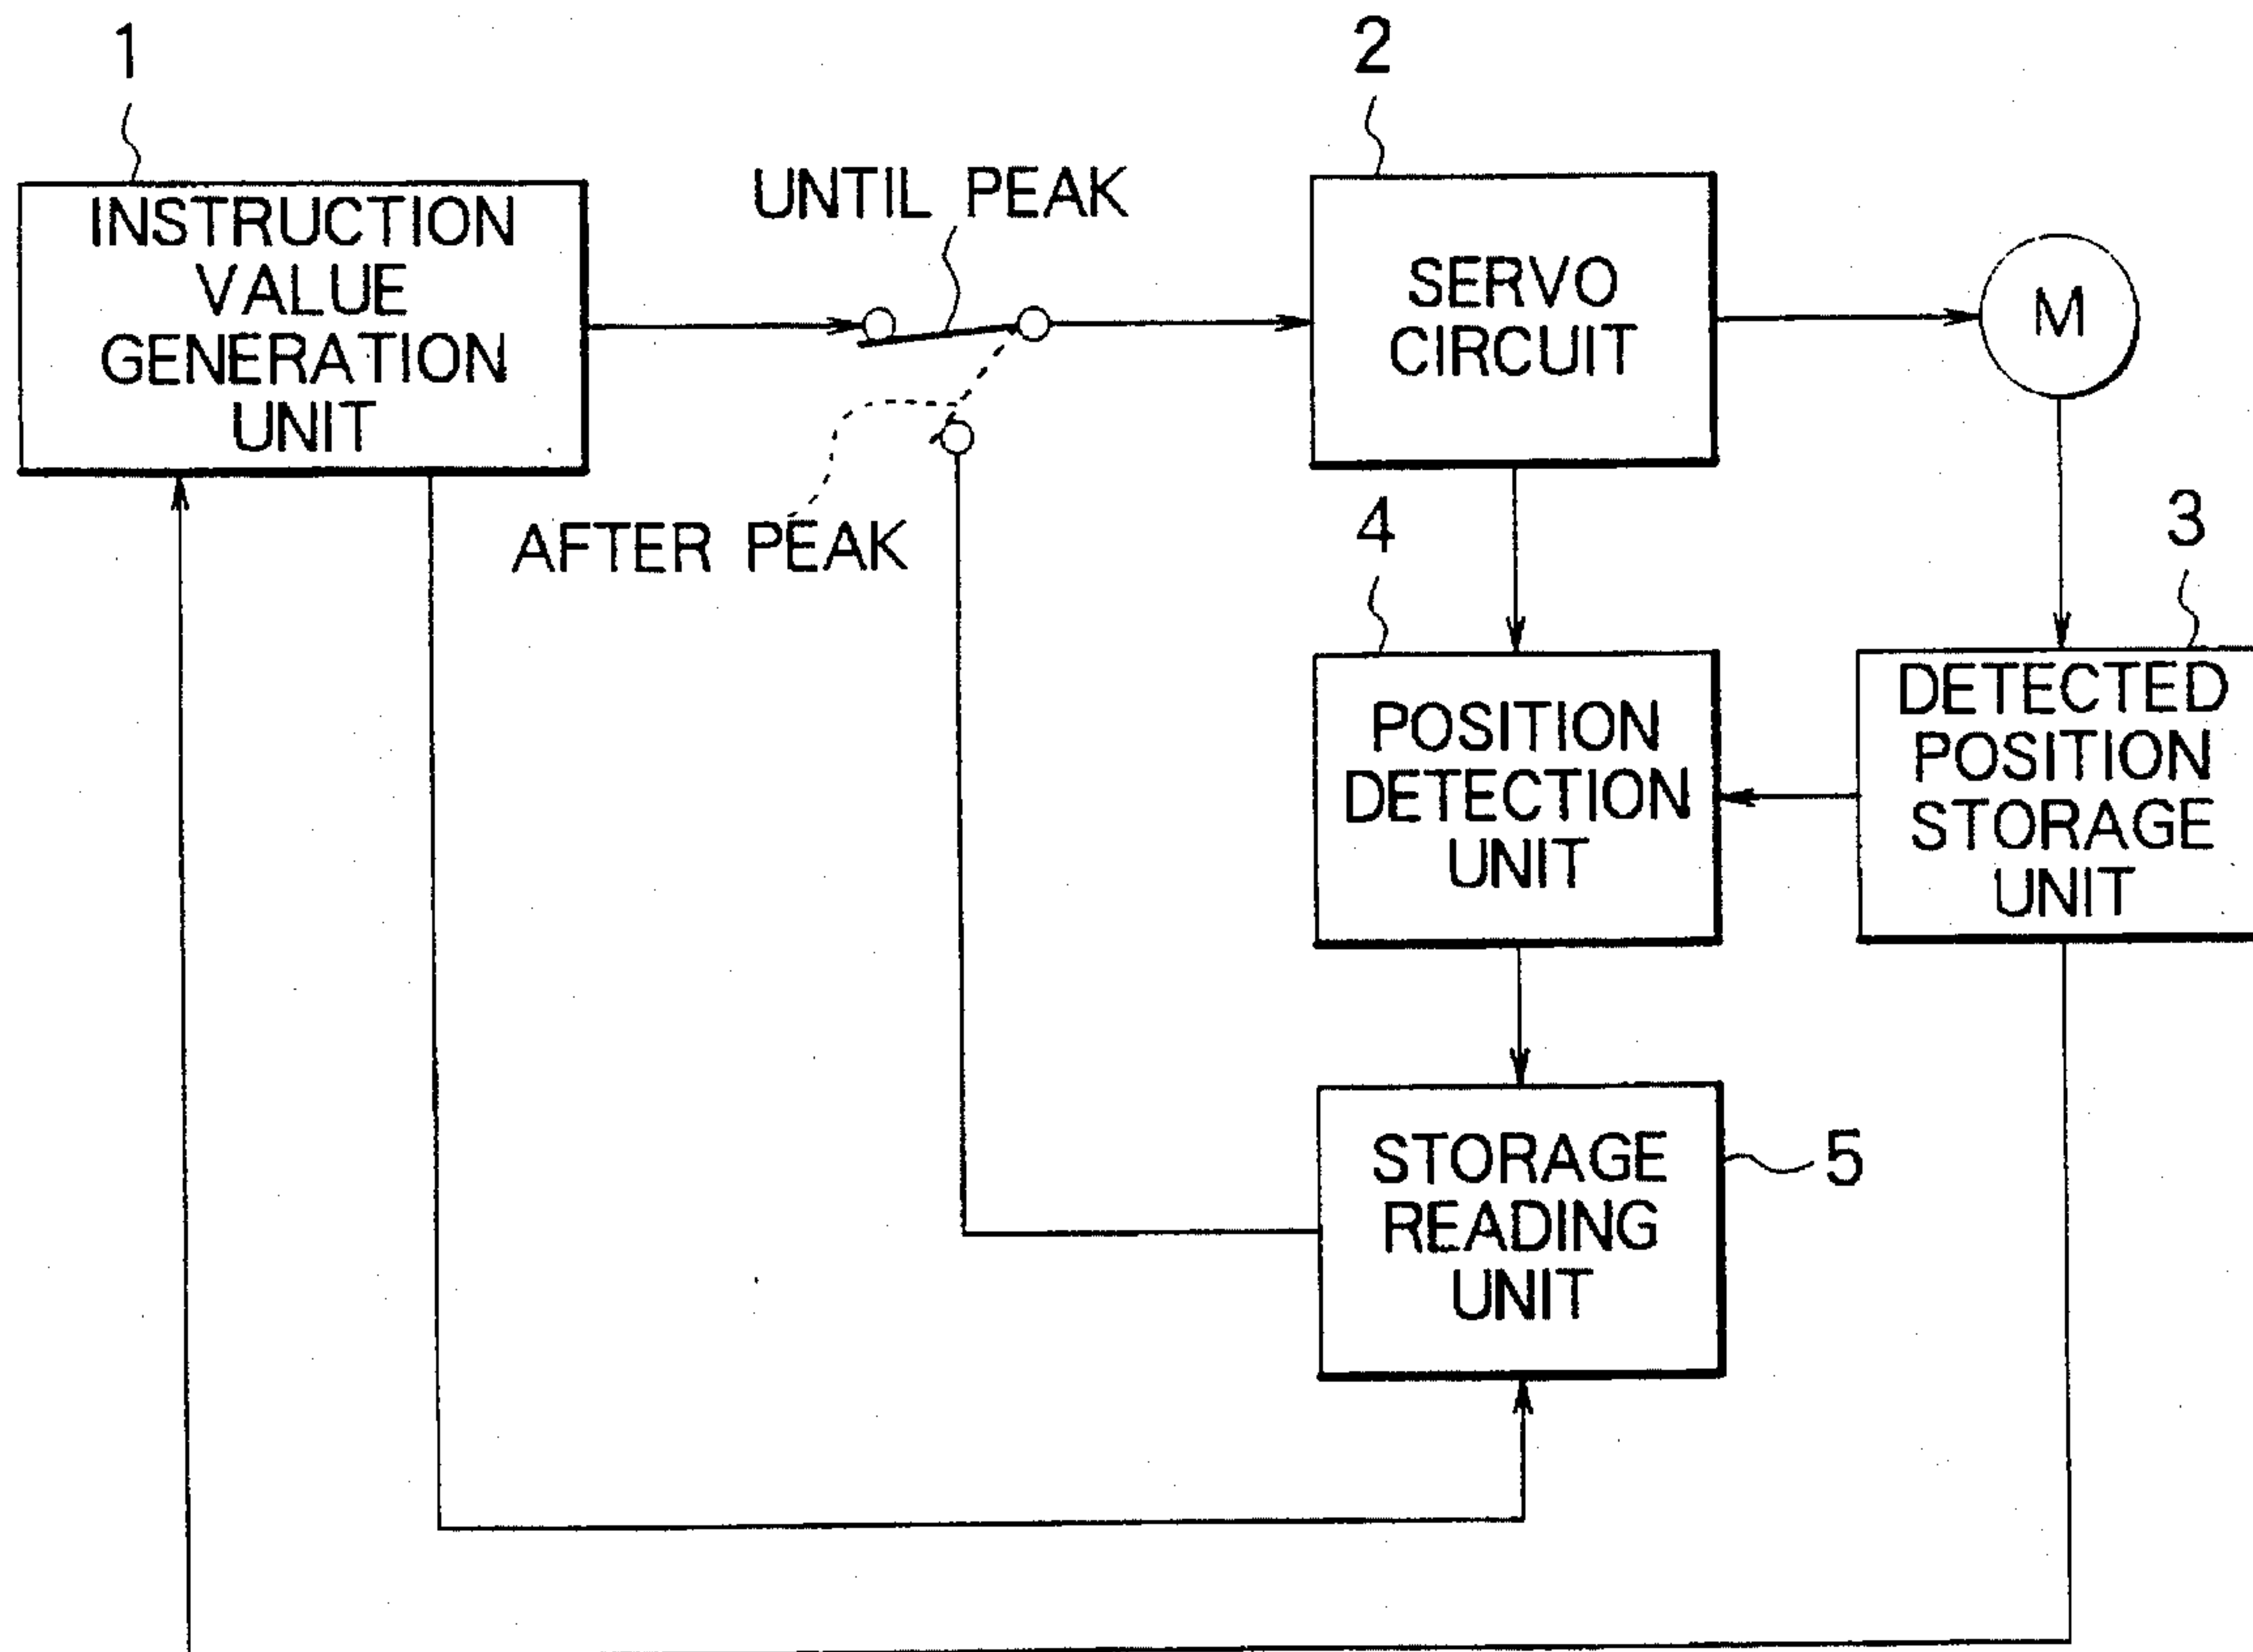 1
INSTRUCTION
VALUE
GENERATION
UNIT
UNTIL PEAK
AFTER PEAK
2
SERVO
CIRCUIT
M
4
POSITION
DETECTION
UNIT
3
DETECTED
POSITION
STORAGE
UNIT
STORAGE
READING
UNIT
5